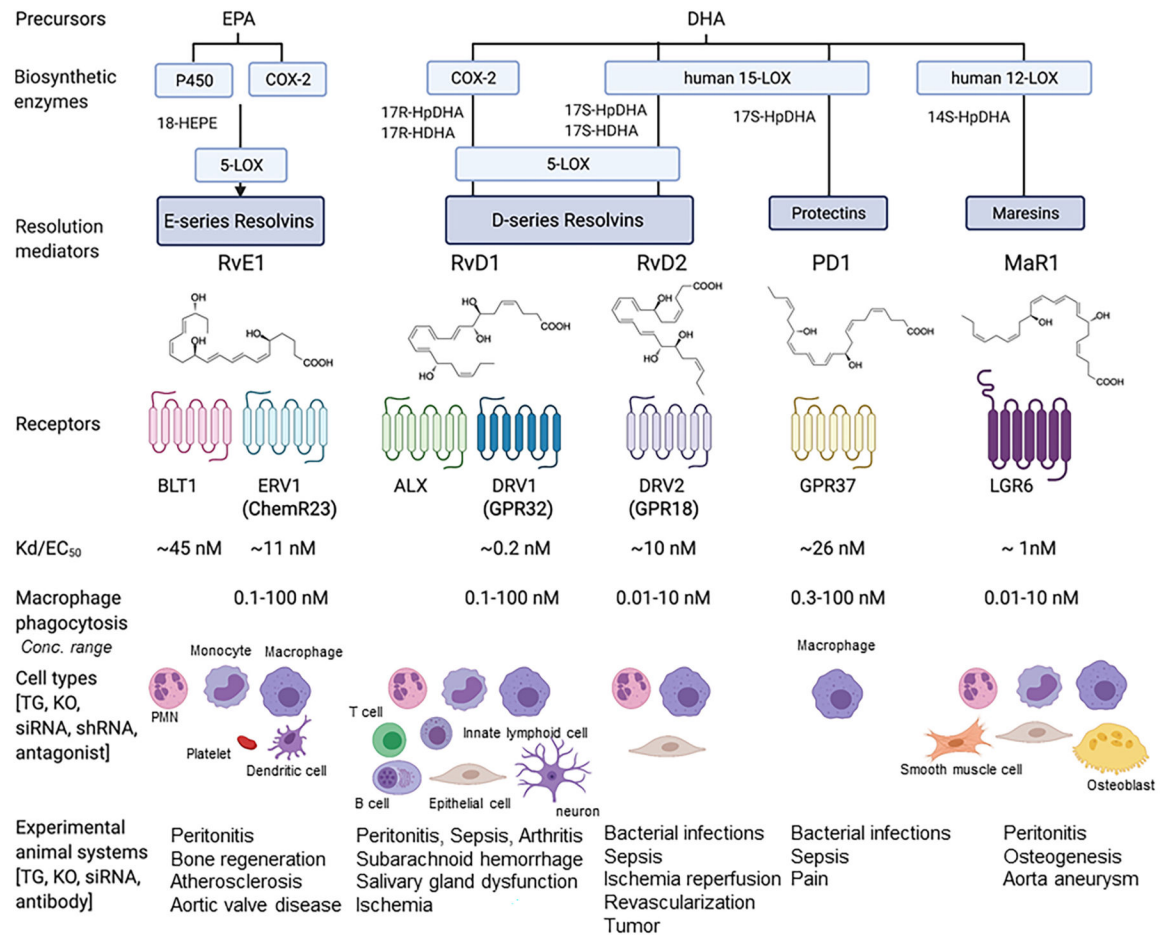 Precursors EPA DHA
Biosynthetic enzymes P450 COX-2 COX-2 human 15-LOX human 12-LOX
18-HEPE 17R-HpDHA 17S-HpDHA 17S-HpDHA 14S-HpDHA
17R-HDHA 17S-HDHA
5-LOX 5-LOX
Resolution mediators E-series Resolvins D-series Resolvins Protectins Maresins
RvE1 RvD1 RvD2 PD1 MaR1
OH OH OH COOH
OH OH HO COOH
OH COOH HO HO
OH OH COOH
OH OH COOH
Receptors
BLT1 ERV1 ALX DRV1 DRV2 GPR37 LGR6
(ChemR23) (GPR32) (GPR18)
Kd/EC₅₀ ~45 nM ~11 nM ~0.2 nM ~10 nM ~26 nM ~ 1nM
Macrophage 0.1-100 nM 0.1-100 nM 0.01-10 nM 0.3-100 nM 0.01-10 nM
phagocytosis
Conc. range
Cell types
[TG, KO,
siRNA, shRNA,
antagonist]
Monocyte Macrophage
PMN
Platelet
Dendritic cell
T cell
Innate lymphoid cell
B cell Epithelial cell neuron
Macrophage
Smooth muscle cell
Osteoblast
Experimental
animal systems
[TG, KO, siRNA,
antibody]
Peritonitis
Bone regeneration
Atherosclerosis
Aortic valve disease
Peritonitis, Sepsis, Arthritis
Subarachnoid hemorrhage
Salivary gland dysfunction
Ischemia
Bacterial infections
Sepsis
Ischemia reperfusion
Revascularization
Tumor
Bacterial infections
Sepsis
Pain
Peritonitis
Osteogenesis
Aorta aneurysm